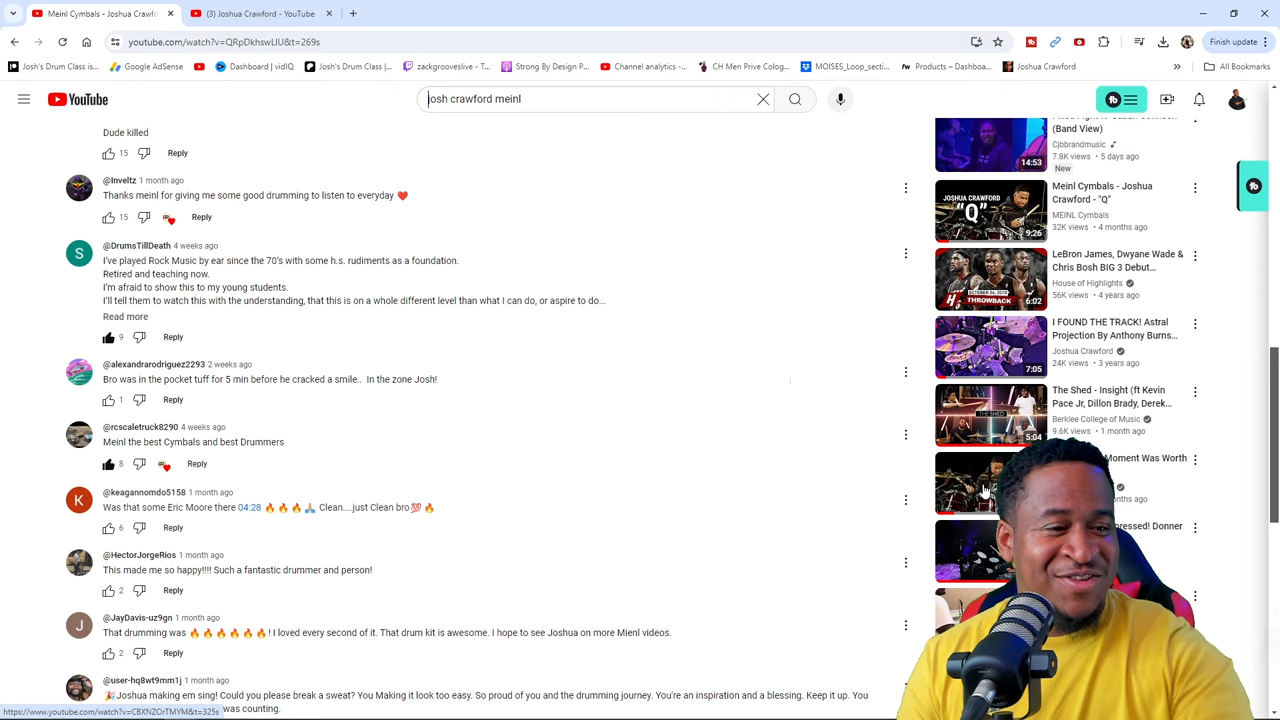 Meinl Cymbals - Joshua Crawf
(3) Joshua Crawford - YouTube
youtube.com/watch?v=QRpDkhswLIU&t=269s
Finish update
Josh's Drum Class is...
Google AdSense
Dashboard | vidIQ
Josh's Drum Class |...
zackgrooveslive - T...
Strong By Design P...
Channel analytics -...
Y Cl Men Prive Colog...
MOISES_Loop_secti...
fw Products – Dashboa...
Joshua Crawford
All Bookmarks
YouTube
josh crawford meinl
Dude killed
15 Reply
@Inveltz 1 month ago
Thanks meinl for giving me some good drumming to listen to everyday ❤️
15 Reply
S
@DrumsTillDeath 4 weeks ago
I've played Rock Music by ear since the 70's with some h.s. rudiments as a foundation.
Retired and teaching now.
I'm afraid to show this to my young students.
I'll tell them to watch this with the understanding, that this is on a whole different level than what I can do but some to do...
Read more
9 Reply
@alexandrarodriguez2293 2 weeks ago
Bro was in the pocket tuff for 5 min before he cracked a smile.. In the zone Josh!
1 Reply
@rcscaletruck8290 4 weeks ago
Meinl the best Cymbals and best Drummers
8 Reply
K
@keagannomdo5158 1 month ago
Was that some Eric Moore there 04:28 🔥 🔥 🔥 🙏🏼 Clean....just Clean bro
6 Reply
@HectorJorgeRios 1 month ago
This made me so happy!!!! Such a fantastic drummer and person!
2 Reply
J
@JayDavis-uz9gn 1 month ago
That drumming was 🔥 🔥 🔥 🔥 🔥 🔥! I loved every second of it. That drum kit is awesome. I hope to see Joshua on more Mienl videos.
2 Reply
@user-hq8wt9mm1j 1 month ago
🎉Joshua making em sing! Could you please break a sweat? You Making it look too easy. So proud of you and the drumming journey. You're an inspiration and a blessing. Keep it up. You
was counting.
https://www.youtube.com/watch?v=CBXNZOrTMYM&t=325s
(Band View)
Cjbbrandmusic
7.8K views • 5 days ago
New
14:53
Meinl Cymbals - Joshua
Crawford - "Q"
MEINL Cymbals
32K views • 4 months ago
JOSHUA CRAWFORD
"Q"
9:26
LeBron James, Dwyane Wade &
Chris Bosh BIG 3 Debut...
House of Highlights
56K views • 4 years ago
OCTOBER 26, 2010
THROWBACK
6:02
I FOUND THE TRACK! Astral
Projection By Anthony Burns...
Joshua Crawford
24K views • 3 years ago
7:05
The Shed - Insight (ft Kevin
Pace Jr, Dillon Brady, Derek...
Berklee College of Music
9.6K views • 1 month ago
THE SHED
5:04
Moment Was Worth
months ago
pressed! Donner